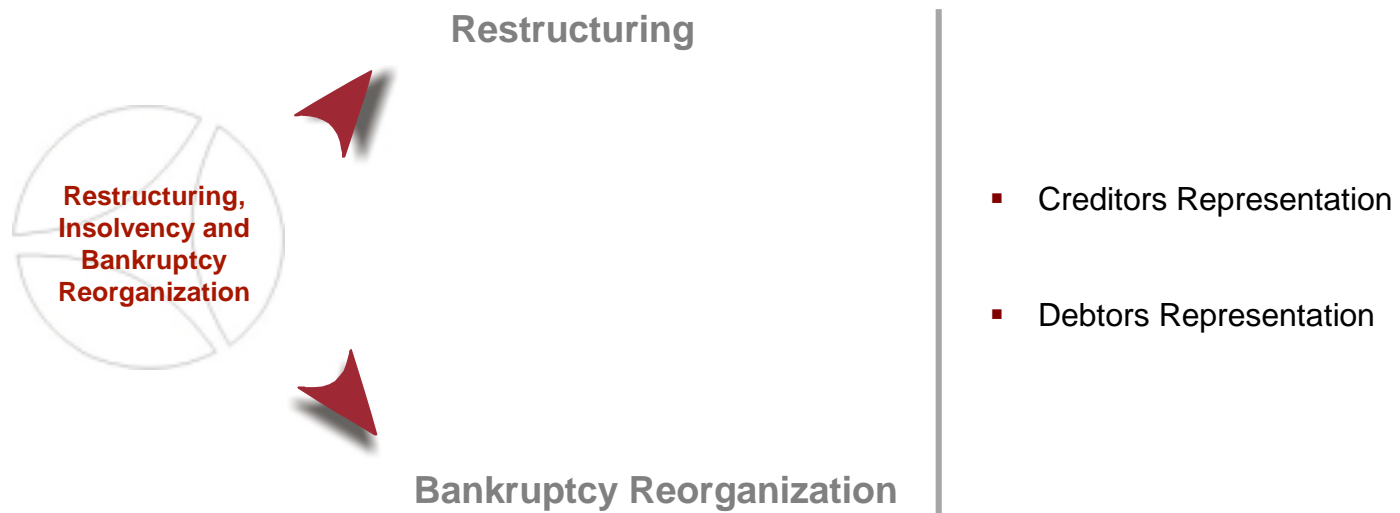 Restructuring
Restructuring,
Insolvency and
Bankruptcy
Reorganization
Creditors Representation
Debtors Representation
Bankruptcy Reorganization